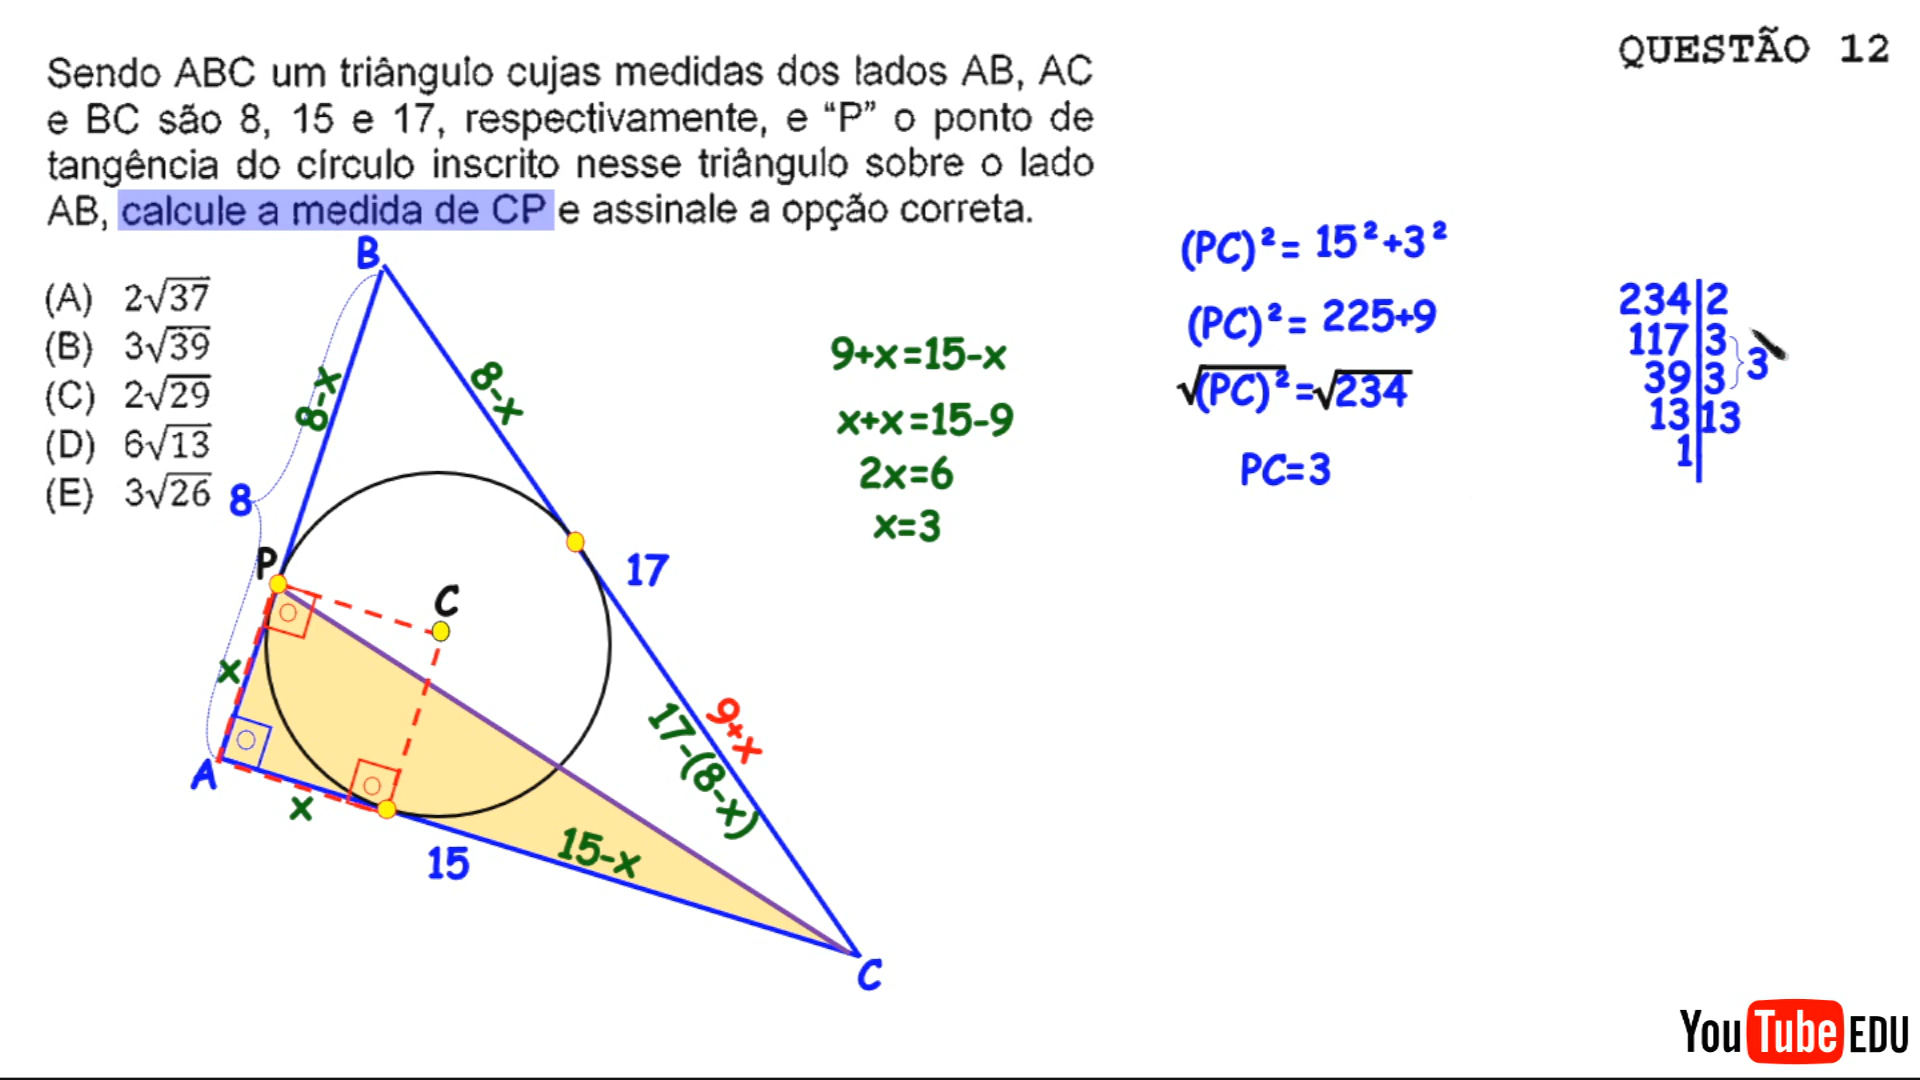 QUESTÃO 12
Sendo ABC um triângulo cujas medidas dos lados AB, AC
e BC são 8, 15 e 17, respectivamente, e “P” o ponto de
tangência do círculo inscrito nesse triângulo sobre o lado
AB, calcule a medida de CP e assinale a opção correta.
(A) 2√37
(B) 3√39
(C) 2√29
(D) 6√13
(E) 3√26
B
8-x
8-x
8
P
C
17
x
A
x
15
15-x
9+x
17-(8-x)
C
9+x=15-x
x+x=15-9
2x=6
x=3
(PC)²= 15²+3²
(PC)²= 225+9
√(PC)²=√234
PC=3
234|2
117|3
39|3
3
13|13
1|
YouTube EDU